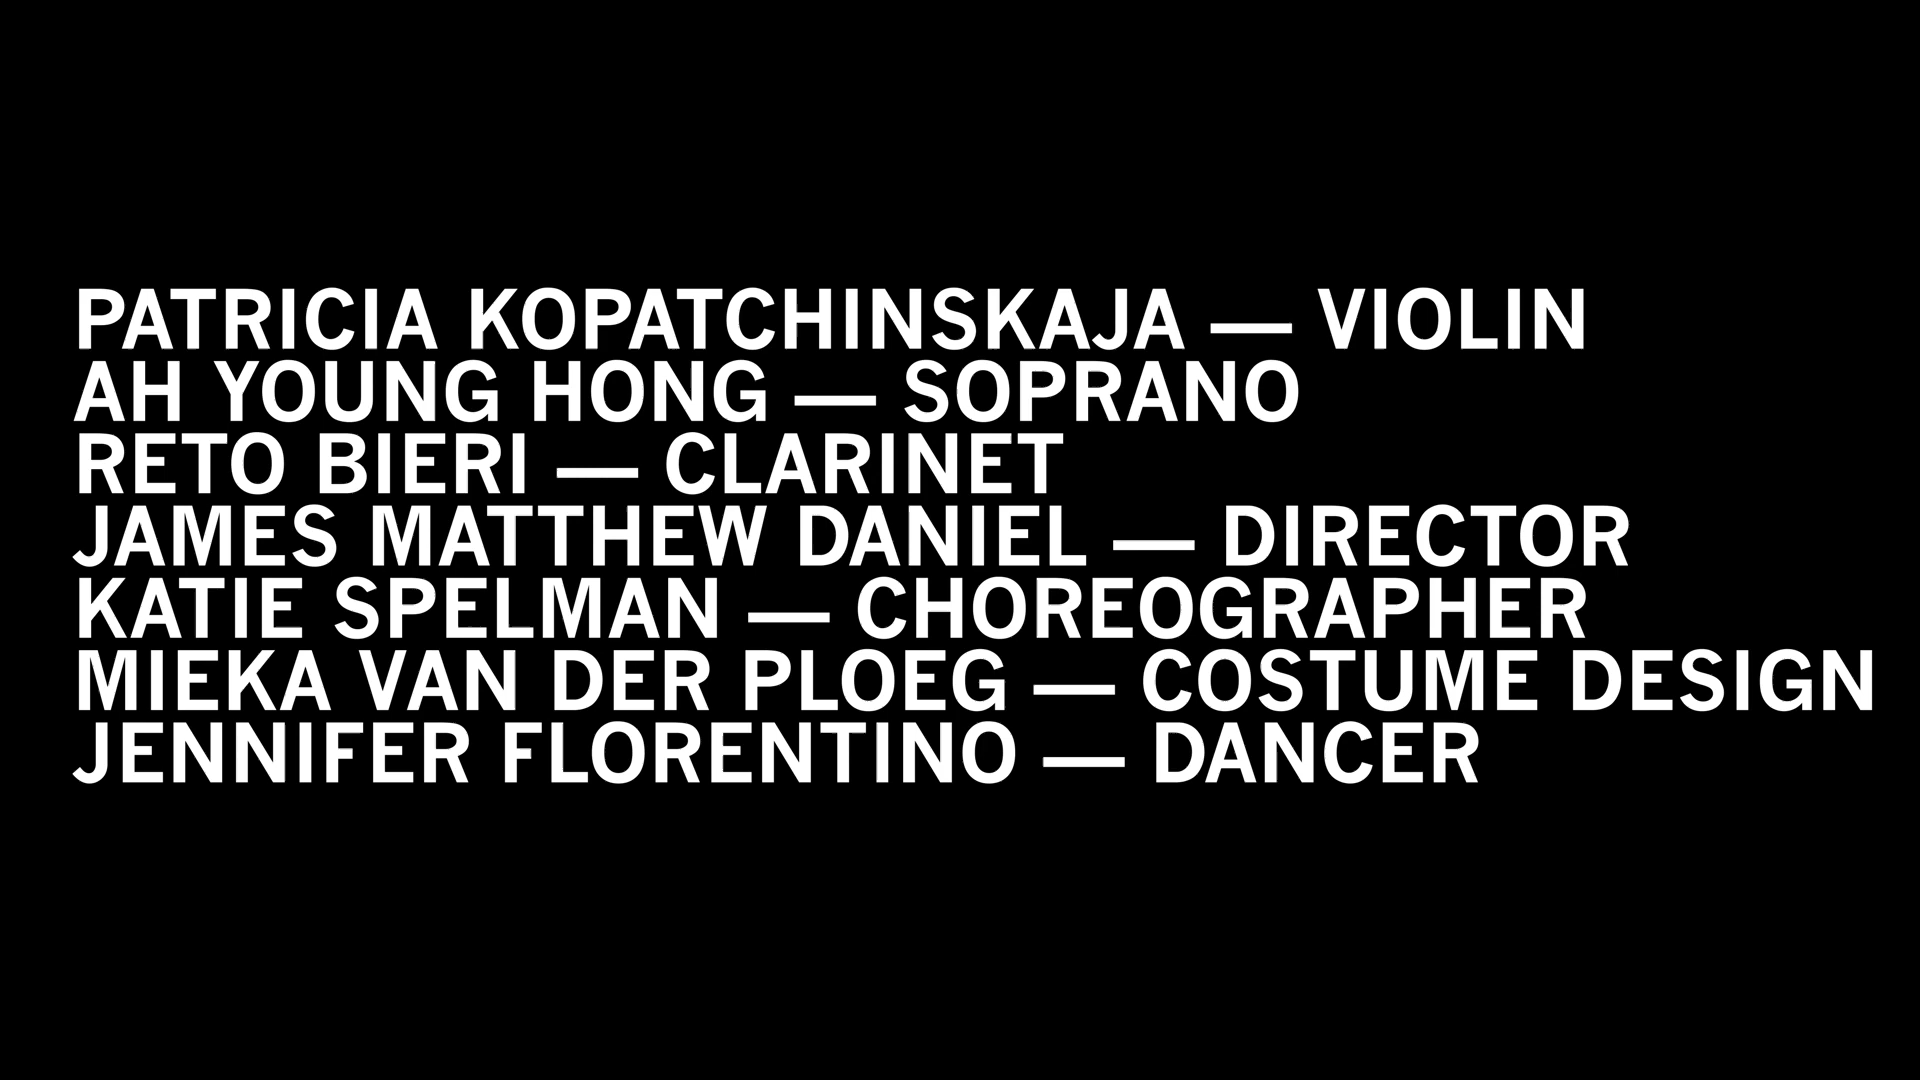 PATRICIA KOPATCHINSKAJA — VIOLIN
AH YOUNG HONG — SOPRANO
RETO BIERI — CLARINET
JAMES MATTHEW DANIEL — DIRECTOR
KATIE SPELMAN — CHOREOGRAPHER
MIEKA VAN DER PLOEG — COSTUME DESIGN
JENNIFER FLORENTINO — DANCER